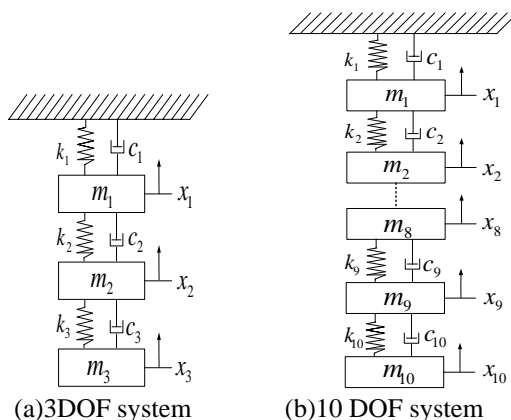 k1 c1
m1 x1
k2 c2
m2 x2
k3 c3
m3 x3
(a)3DOF system
k1 c1
m1 x1
k2 c2
m2 x2
m8 x8
k9 c9
m9 x9
k10 c10
m10 x10
(b)10 DOF system